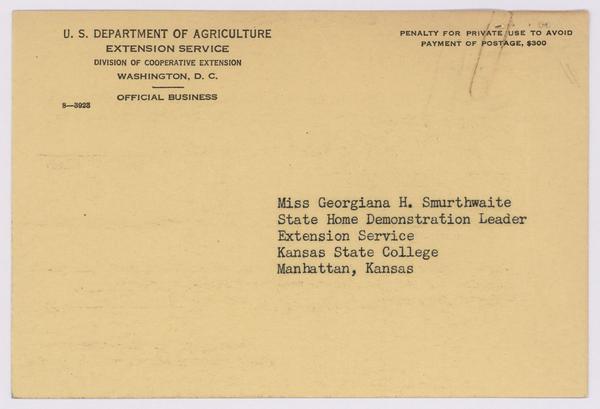 U. S. DEPARTMENT OF AGRICULTURE
EXTENSION SERVICE
DIVISION OF COOPERATIVE EXTENSION
WASHINGTON, D. C.
OFFICIAL BUSINESS
8—3923
PENALTY FOR PRIVATE USE TO AVOID
PAYMENT OF POSTAGE, $300
Miss Georgiana H. Smurthwaite
State Home Demonstration Leader
Extension Service
Kansas State College
Manhattan, Kansas